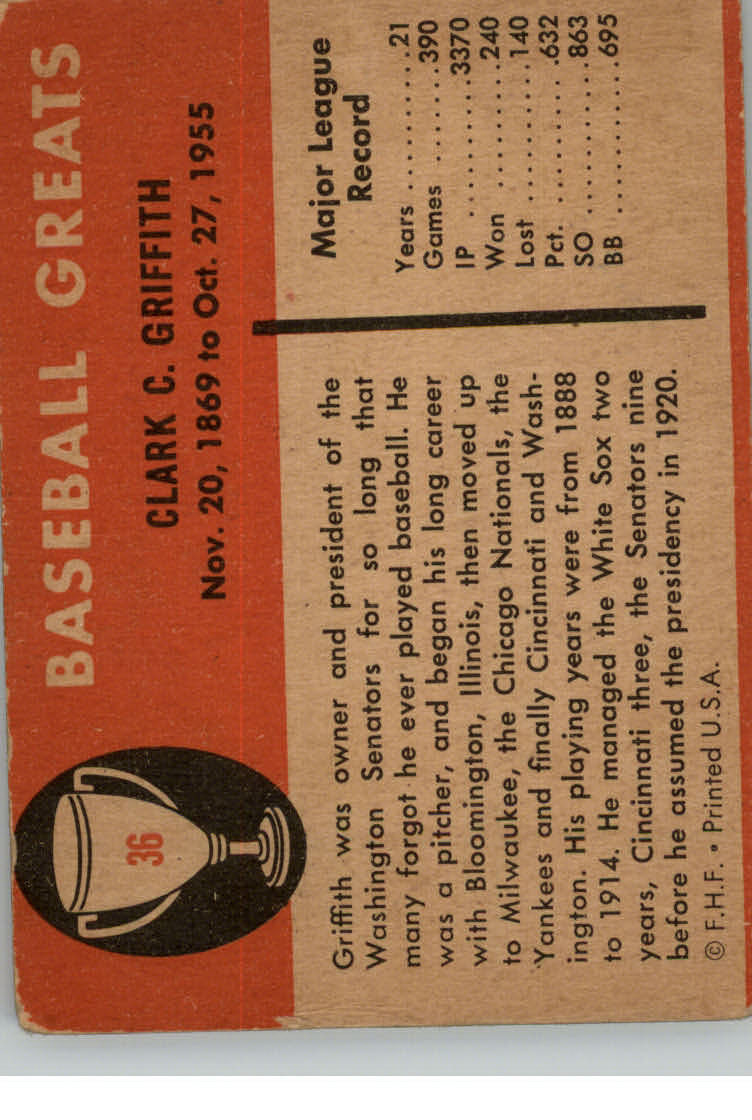 36
BASEBALL GREATS
CLARK C. GRIFFITH
Nov. 20, 1869 to Oct. 27, 1955
Griffith was owner and president of the
Washington Senators for so long that
many forgot he ever played baseball. He
was a pitcher, and began his long career
with Bloomington, Illinois, then moved up
to Milwaukee, the Chicago Nationals, the
Yankees and finally Cincinnati and Wash-
ington. His playing years were from 1888
to 1914. He managed the White Sox two
years, Cincinnati three, the Senators nine
before he assumed the presidency in 1920.
© F.H.F. • Printed U.S.A.
Major League
Record
Years ..........21
Games ........390
IP ..........3370
Won ..........240
Lost ..........140
Pct. ..........632
SO ..........863
BB ..........695